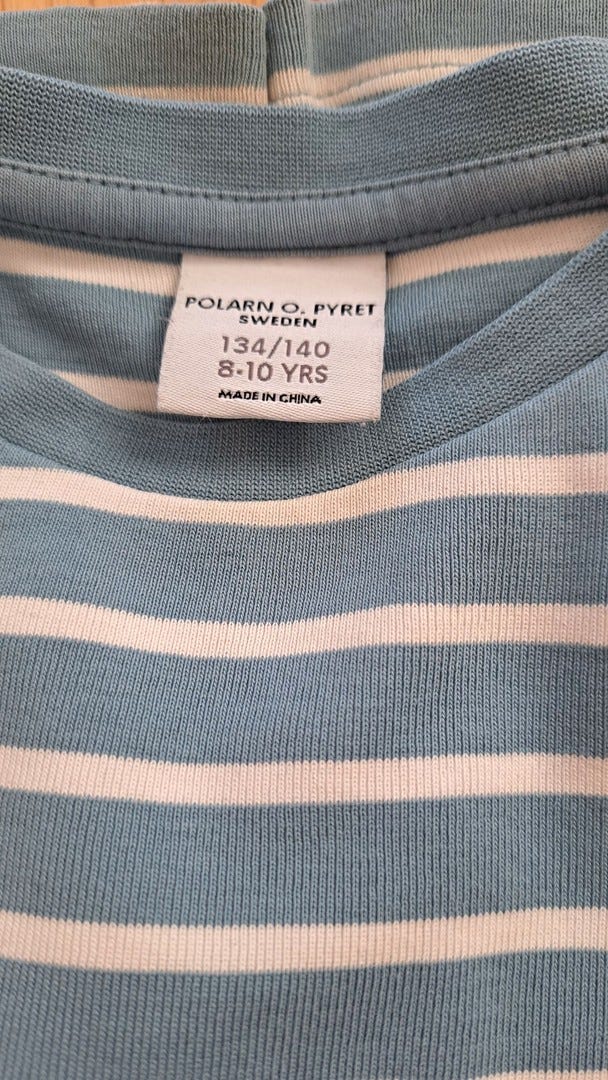 POLARN O. PYRET
SWEDEN
134/140
8-10 YRS
MADE IN CHINA